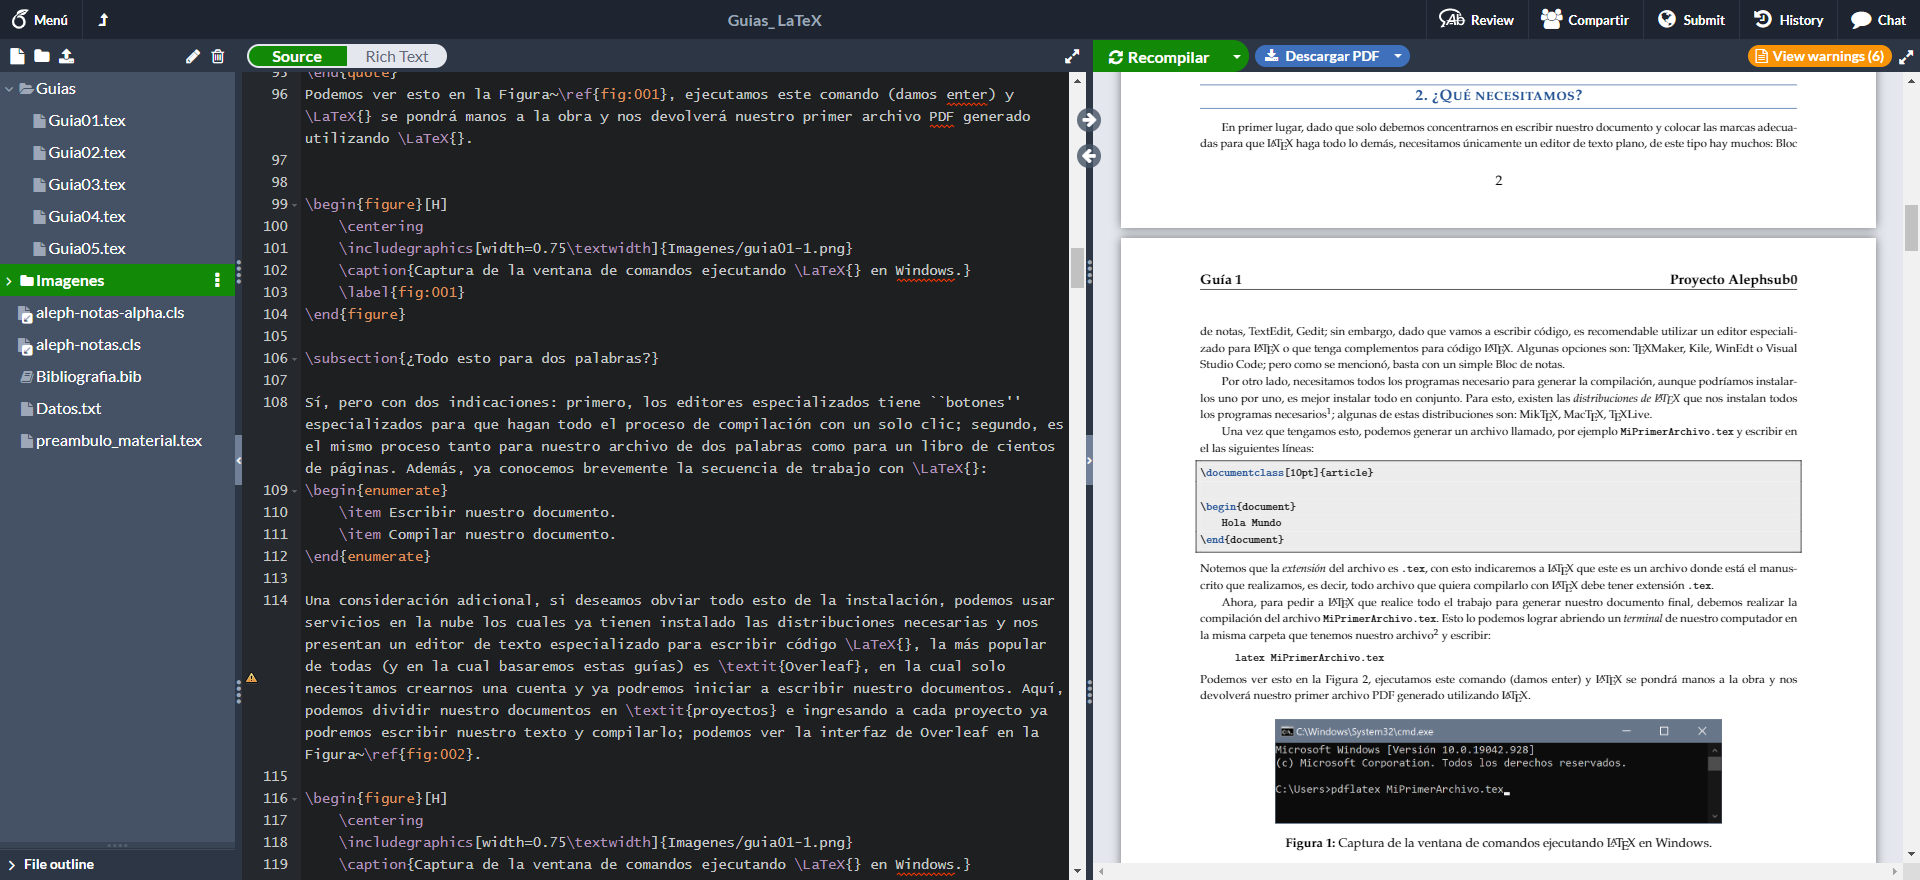 Menú
Guias_LaTeX
Review
Compartir
Submit
History
Chat
Source
Rich Text
Recompilar
Descargar PDF
View warnings (6)
Guias
Guia01.tex
Guia02.tex
Guia03.tex
Guia04.tex
Guia05.tex
Imagenes
aleph-notas-alpha.cls
aleph-notas.cls
Bibliografia.bib
Datos.txt
preambulo_material.tex
File outline
95 \end{quote}
96 Podemos ver esto en la Figura~\ref{fig:001}, ejecutamos este comando (damos enter) y
\LaTeX{} se pondrá manos a la obra y nos devolverá nuestro primer archivo PDF generado
utilizando \LaTeX{}.
97
98
99 \begin{figure}[H]
100 \centering
101 \includegraphics[width=0.75\textwidth]{Imagenes/guia01-1.png}
102 \caption{Captura de la ventana de comandos ejecutando \LaTeX{} en Windows.}
103 \label{fig:001}
104 \end{figure}
105
106 \subsection{¿Todo esto para dos palabras?}
107
108 Sí, pero con dos indicaciones: primero, los editores especializados tiene ``botones''
especializados para que hagan todo el proceso de compilación con un solo clic; segundo, es
el mismo proceso tanto para nuestro archivo de dos palabras como para un libro de cientos
de páginas. Además, ya conocemos brevemente la secuencia de trabajo con \LaTeX{}:
109 \begin{enumerate}
110 \item Escribir nuestro documento.
111 \item Compilar nuestro documento.
112 \end{enumerate}
113
114 Una consideración adicional, si deseamos obviar todo esto de la instalación, podemos usar
servicios en la nube los cuales ya tienen instalado las distribuciones necesarias y nos
presentan un editor de texto especializado para escribir código \LaTeX{}, la más popular
de todas (y en la cual basaremos estas guías) es \textit{Overleaf}, en la cual solo
necesitamos crearnos una cuenta y ya podremos iniciar a escribir nuestro documentos. Aquí,
podemos dividir nuestro documentos en \textit{proyectos} e ingresando a cada proyecto ya
podremos escribir nuestro texto y compilarlo; podemos ver la interfaz de Overleaf en la
Figura~\ref{fig:002}.
115
116 \begin{figure}[H]
117 \centering
118 \includegraphics[width=0.75\textwidth]{Imagenes/guia01-1.png}
119 \caption{Captura de la ventana de comandos ejecutando \LaTeX{} en Windows.}
2. ¿QUÉ NECESITAMOS?
En primer lugar, dado que solo debemos concentrarnos en escribir nuestro documento y colocar las marcas adecua-
das para que LATEX haga todo lo demás, necesitamos únicamente un editor de texto plano, de este tipo hay muchos: Bloc
2
Guía 1 Proyecto Alephsub0
de notas, TextEdit, Gedit; sin embargo, dado que vamos a escribir código, es recomendable utilizar un editor especiali-
zado para LATEX o que tenga complementos para código LATEX. Algunas opciones son: TEXMaker, Kile, WinEdt o Visual
Studio Code; pero como se mencionó, basta con un simple Bloc de notas.
Por otro lado, necesitamos todos los programas necesario para generar la compilación, aunque podríamos instalar-
los uno por uno, es mejor instalar todo en conjunto. Para esto, existen las distribuciones de LATEX que nos instalan todos
los programas necesarios1; algunas de estas distribuciones son: MikTEX, MacTEX, TEXLive.
Una vez que tengamos esto, podemos generar un archivo llamado, por ejemplo MiPrimerArchivo.tex y escribir en
el las siguientes líneas:
\documentclass[10pt]{article}
\begin{document}
Hola Mundo
\end{document}
Notemos que la extensión del archivo es .tex, con esto indicaremos a LATEX que este es un archivo donde está el manus-
crito que realizamos, es decir, todo archivo que quiera compilarlo con LATEX debe tener extensión .tex.
Ahora, para pedir a LATEX que realice todo el trabajo para generar nuestro documento final, debemos realizar la
compilación del archivo MiPrimerArchivo.tex. Esto lo podemos lograr abriendo un terminal de nuestro computador en
la misma carpeta que tenemos nuestro archivo2 y escribir:
latex MiPrimerArchivo.tex
Podemos ver esto en la Figura 2, ejecutamos este comando (damos enter) y LATEX se pondrá manos a la obra y nos
devolverá nuestro primer archivo PDF generado utilizando LATEX.
C:\Windows\System32\cmd.exe
Microsoft Windows [Versión 10.0.19042.928]
(c) Microsoft Corporation. Todos los derechos reservados.
C:\Users>pdflatex MiPrimerArchivo.tex
Figura 1: Captura de la ventana de comandos ejecutando LATEX en Windows.